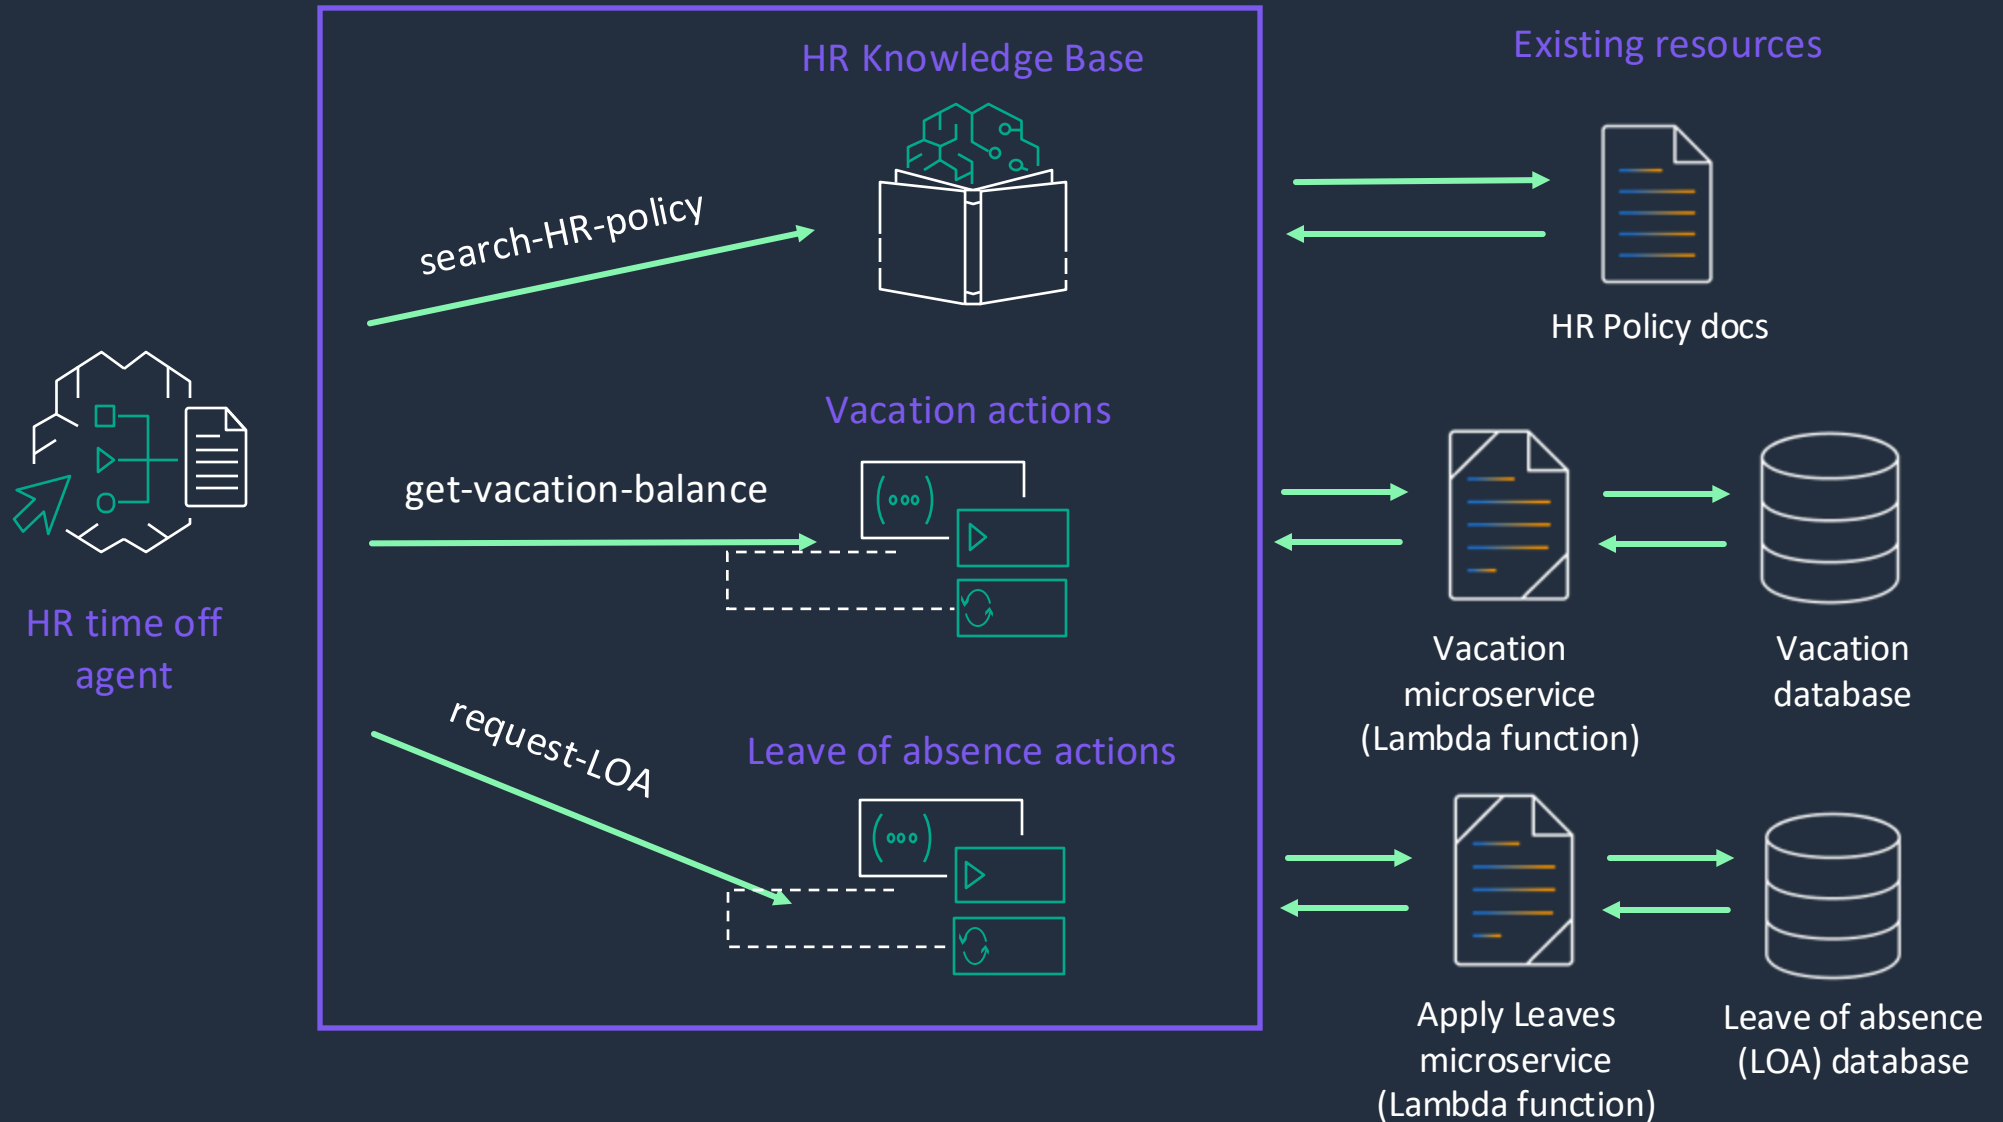 HR Knowledge Base
Existing resources
search-HR-policy
HR Policy docs
Vacation actions
get-vacation-balance
HR time off
agent
Vacation
microservice
(Lambda function)
Vacation
database
request-LOA
Leave of absence actions
Apply Leaves
microservice
(Lambda function)
Leave of absence
(LOA) database